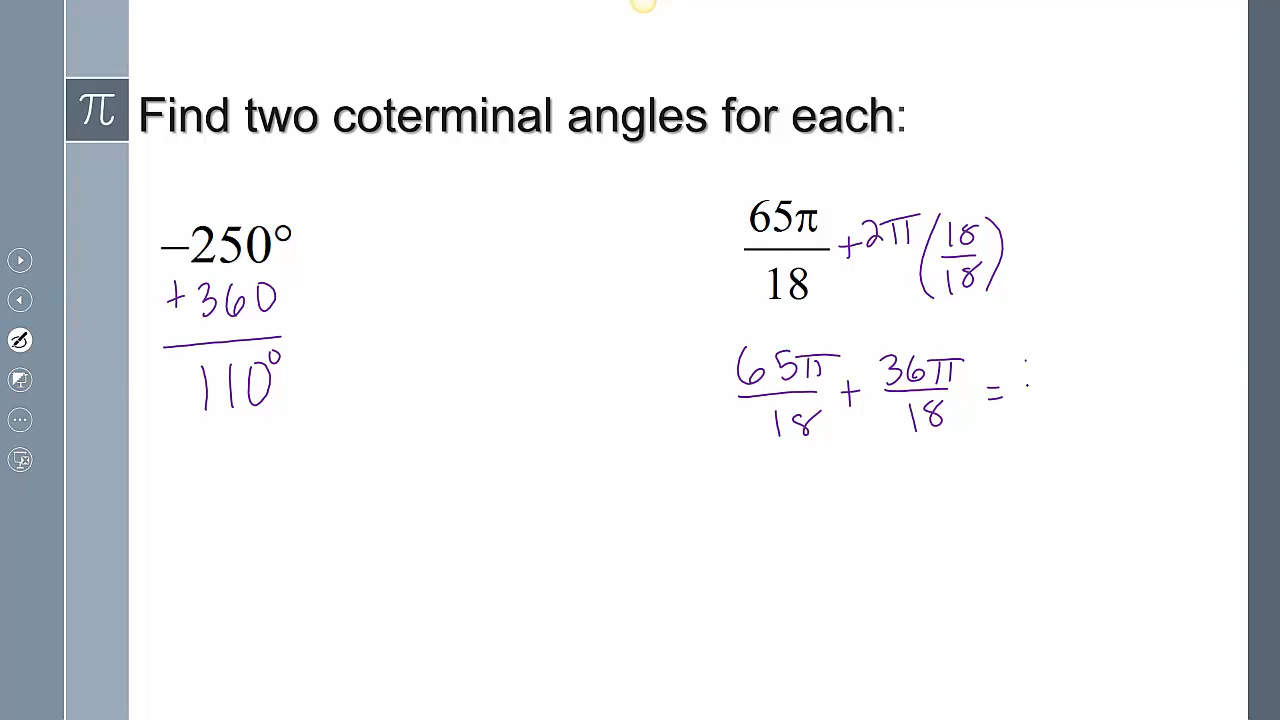 π Find two coterminal angles for each:
−250°
+360
110°
65π/18 +2π(18/18)
65π/18 + 36π/18 =